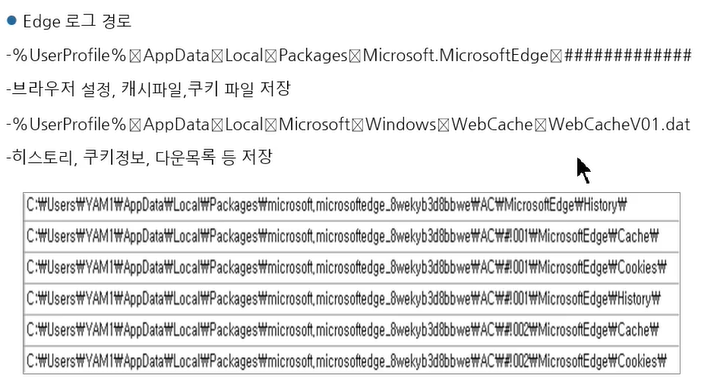 ● Edge 로그 경로
-%UserProfile%￿AppData￿Local￿Packages￿Microsoft.MicrosoftEdge￿#############
-브라우저 설정, 캐시파일,쿠키 파일 저장
-%UserProfile%￿AppData￿Local￿Microsoft￿Windows￿WebCache￿WebCacheV01.dat
-히스토리, 쿠키정보, 다운목록 등 저장
C:₩Users₩YAM1₩AppData₩Local₩Packages₩microsoft,microsoftedge_8wekyb3d8bbwe₩AC₩MicrosoftEdge₩History₩
C:₩Users₩YAM1₩AppData₩Local₩Packages₩microsoft,microsoftedge_8wekyb3d8bbwe₩AC₩#!001₩MicrosoftEdge₩Cache₩
C:₩Users₩YAM1₩AppData₩Local₩Packages₩microsoft,microsoftedge_8wekyb3d8bbwe₩AC₩#!001₩MicrosoftEdge₩Cookies₩
C:₩Users₩YAM1₩AppData₩Local₩Packages₩microsoft,microsoftedge_8wekyb3d8bbwe₩AC₩#!001₩MicrosoftEdge₩History₩
C:₩Users₩YAM1₩AppData₩Local₩Packages₩microsoft,microsoftedge_8wekyb3d8bbwe₩AC₩#!002₩MicrosoftEdge₩Cache₩
C:₩Users₩YAM1₩AppData₩Local₩Packages₩microsoft,microsoftedge_8wekyb3d8bbwe₩AC₩#!002₩MicrosoftEdge₩Cookies₩